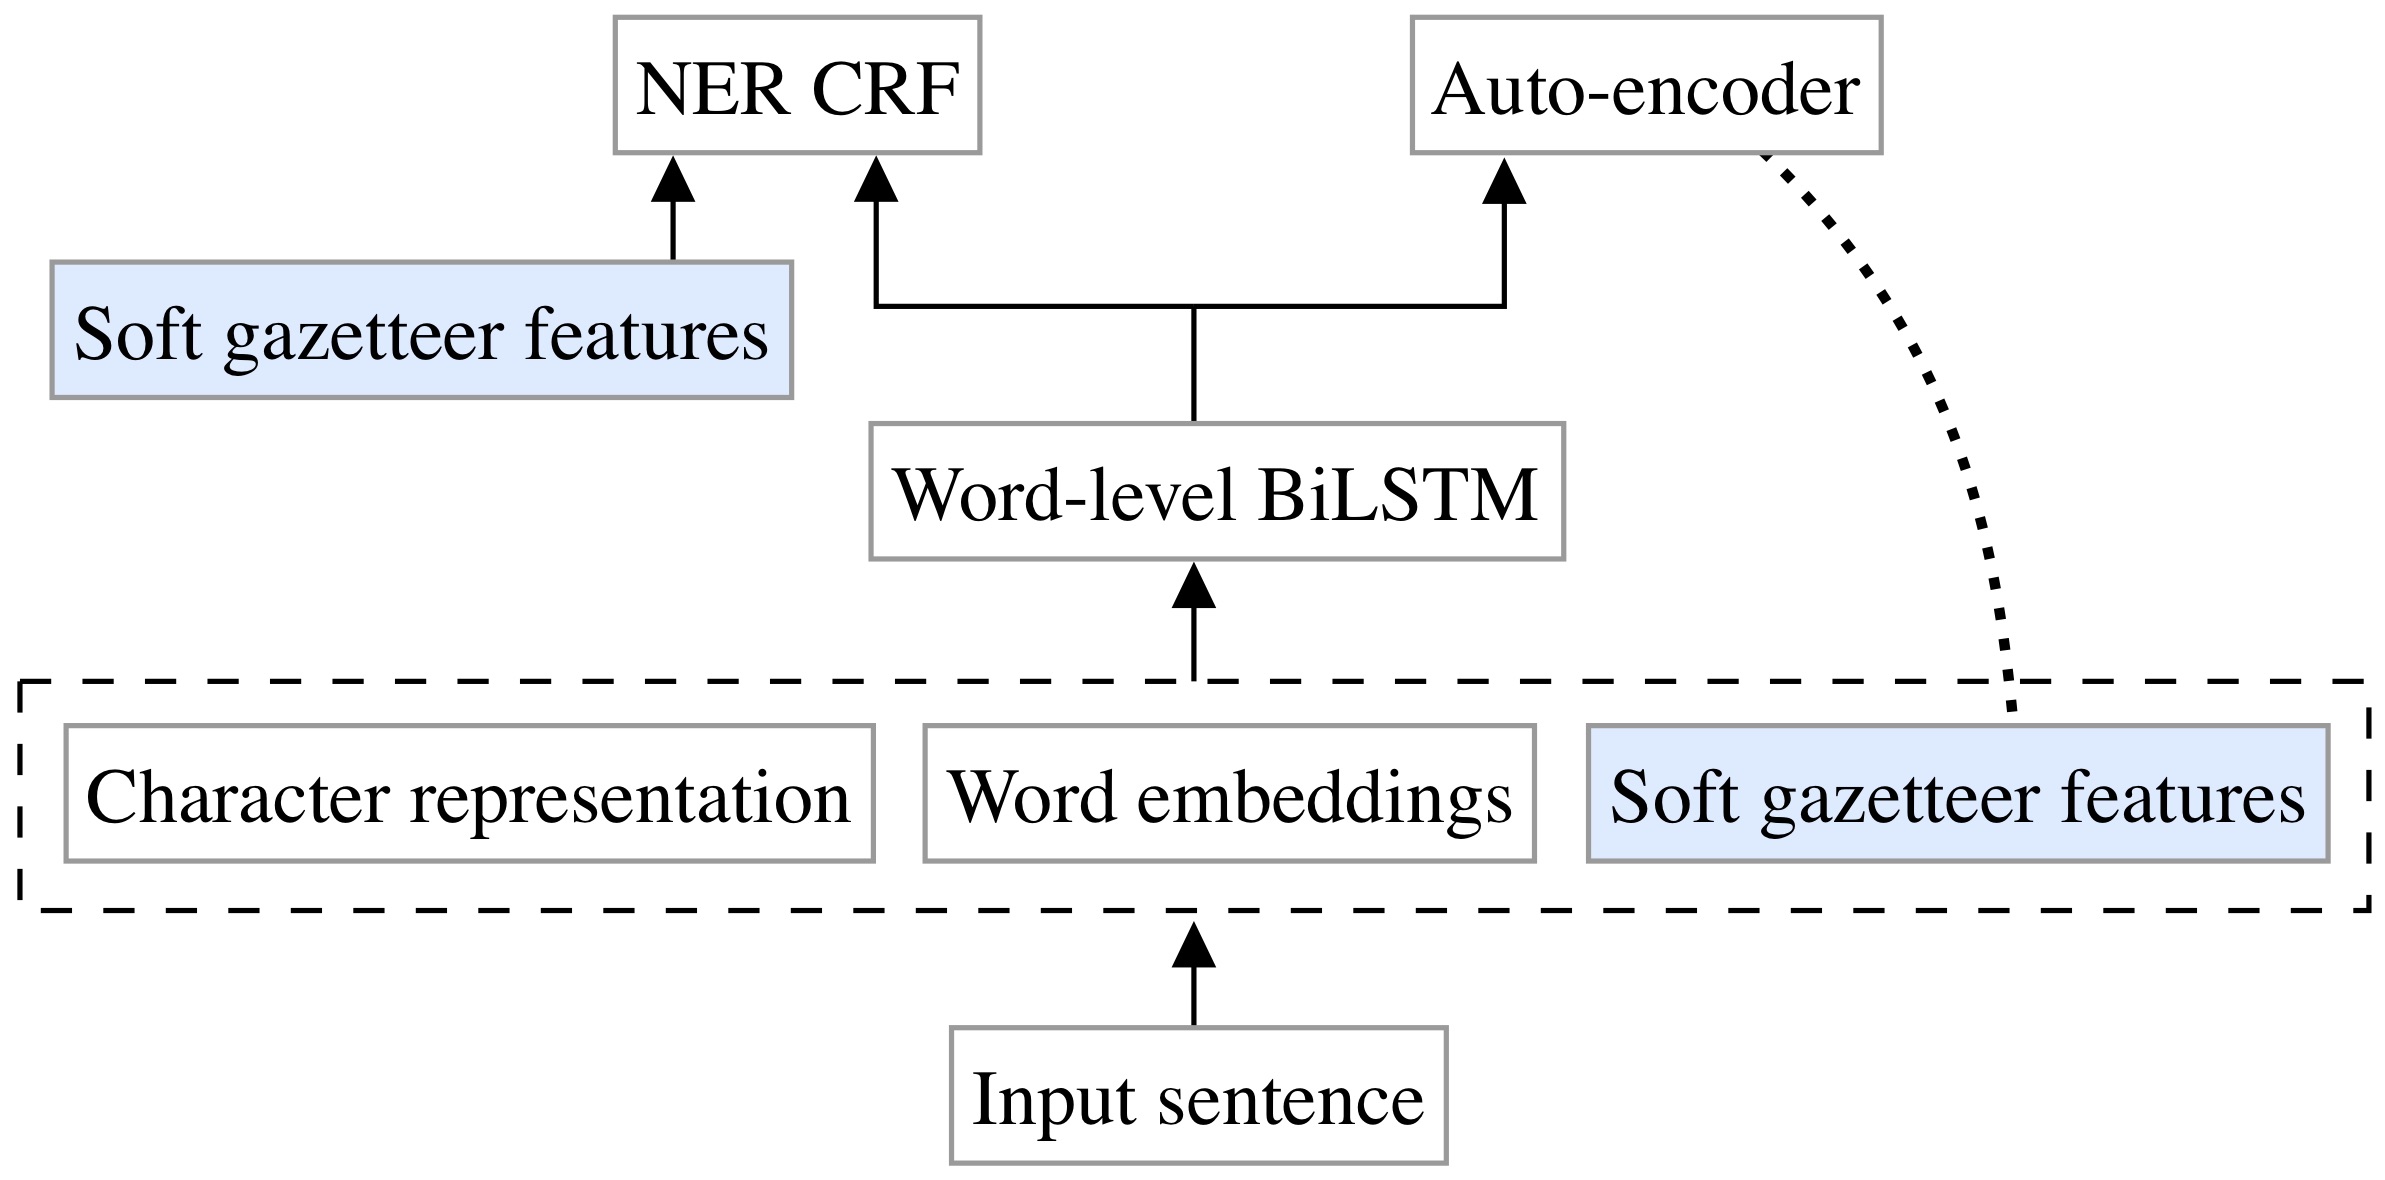 NER CRF
Auto-encoder
Soft gazetteer features
Word-level BiLSTM
Character representation
Word embeddings
Soft gazetteer features
Input sentence